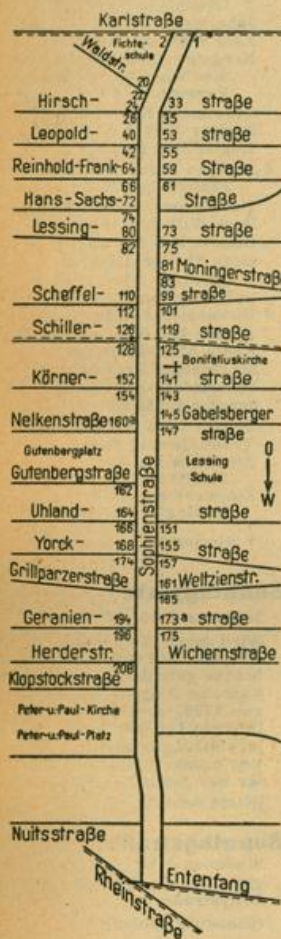 Karlstraße
Waldstr. Fichte- 2 1
schule
20
22
Hirsch- 24 33 straße
26 35
Leopold- 40 53 straße
42 55
Reinhold-Frank-64 59 straße
66 61
Hans-Sachs-72 Straße
74
Lessing- 80 73 straße
82 75
81 Moningerstraße
83
Scheffel- 110 99 straße
112 101
Schiller- 126 119 straße
128 125
Bonifatiuskirche
Körner- 152 141 straße
154 143
Nelkenstraße 160a 145 Gabelsberger
147 straße
Gutenbergplatz
Gutenbergstraße
162
Sophienstraße
Lessing
Schule
O
W
Uhland- 164 straße
166 151
Yorck- 168 155 straße
174 157
Grillparzerstraße 161 Weltzienstr.
165
Geranien- 194 173a straße
196 175
Herderstr. Wichernstraße
208
Klopstockstraße
Peter-u.-Paul-Kirche
Peter-u.-Paul-Platz
Nuitsstraße
Rheinstraße
Entenfang